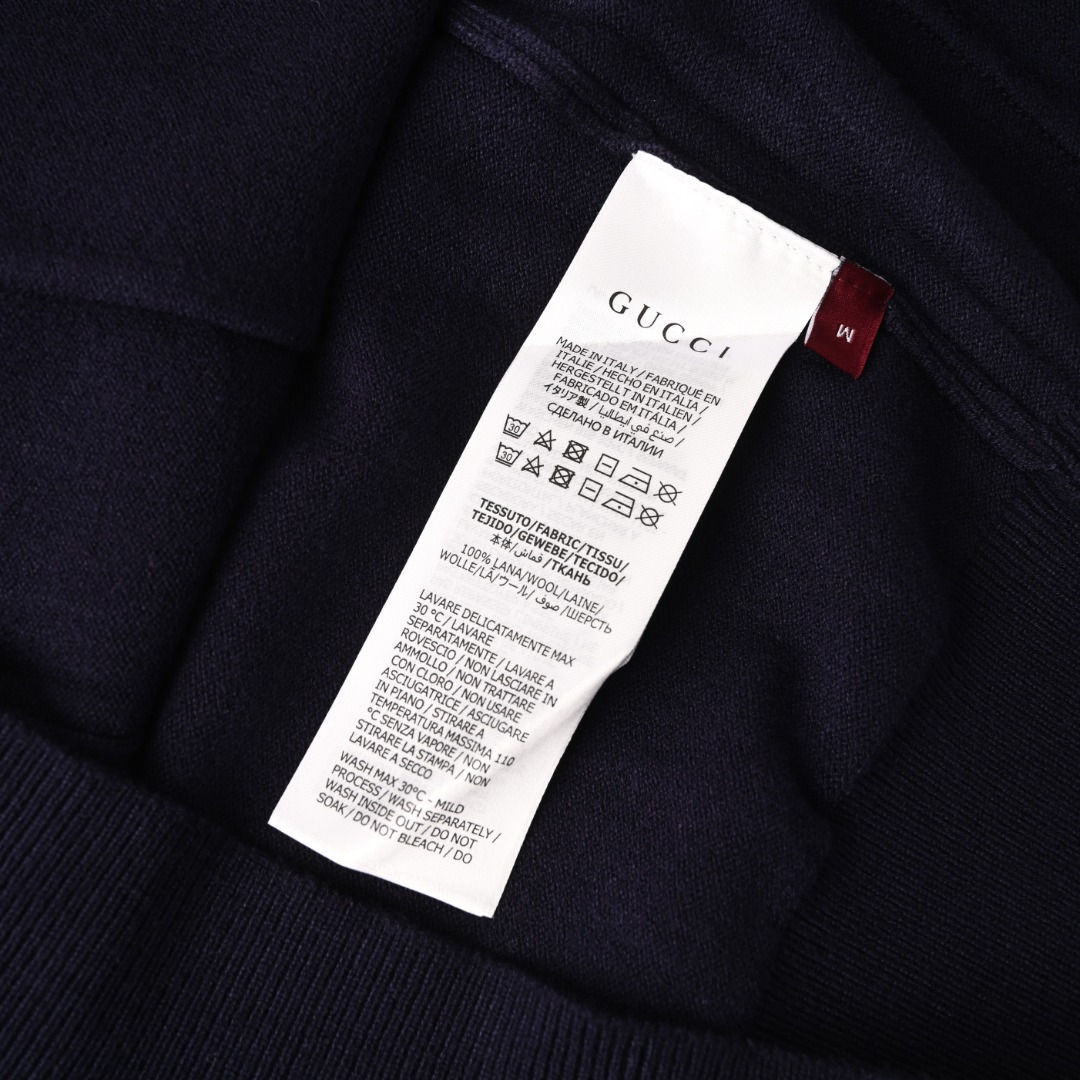 GUCCI
M
MADE IN ITALY / FABRIQUÉ EN
ITALIE / HECHO EN ITALIA /
HERGESTELLT IN ITALIEN /
FABRICADO EM ITÁLIA /
イタリア製 / صنع في ايطاليا /
СДЕЛАНО В ИТАЛИИ
30
30
TESSUTO/FABRIC/TISSU/
TEJIDO/GEWEBE/TECIDO/
本体/قماش/ТКАНЬ
100% LANA/WOOL/LAINE/
WOLLE/LÃ/ウール/صوف/ШЕРСТЬ
LAVARE DELICATAMENTE MAX
30 °C / LAVARE
SEPARATAMENTE / LAVARE A
ROVESCIO / NON LASCIARE IN
AMMOLLO / NON TRATTARE
CON CLORO / NON USARE
ASCIUGATRICE / ASCIUGARE
IN PIANO / STIRARE A
TEMPERATURA MASSIMA 110
°C SENZA VAPORE / NON
STIRARE LA STAMPA / NON
LAVARE A SECCO
WASH MAX 30°C - MILD
PROCESS / WASH SEPARATELY /
WASH INSIDE OUT / DO NOT
SOAK / DO NOT BLEACH / DO